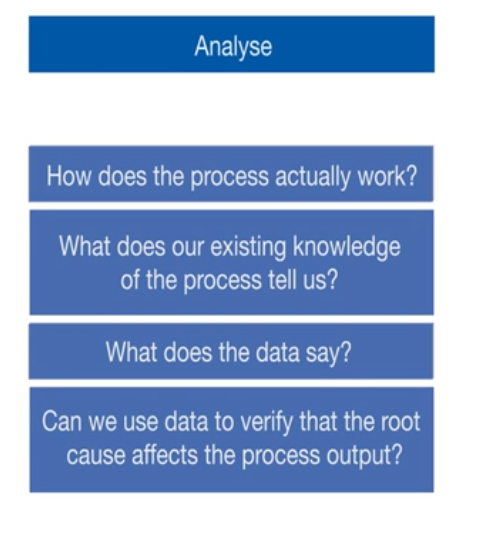 Analyse
How does the process actually work?
What does our existing knowledge
of the process tell us?
What does the data say?
Can we use data to verify that the root
cause affects the process output?